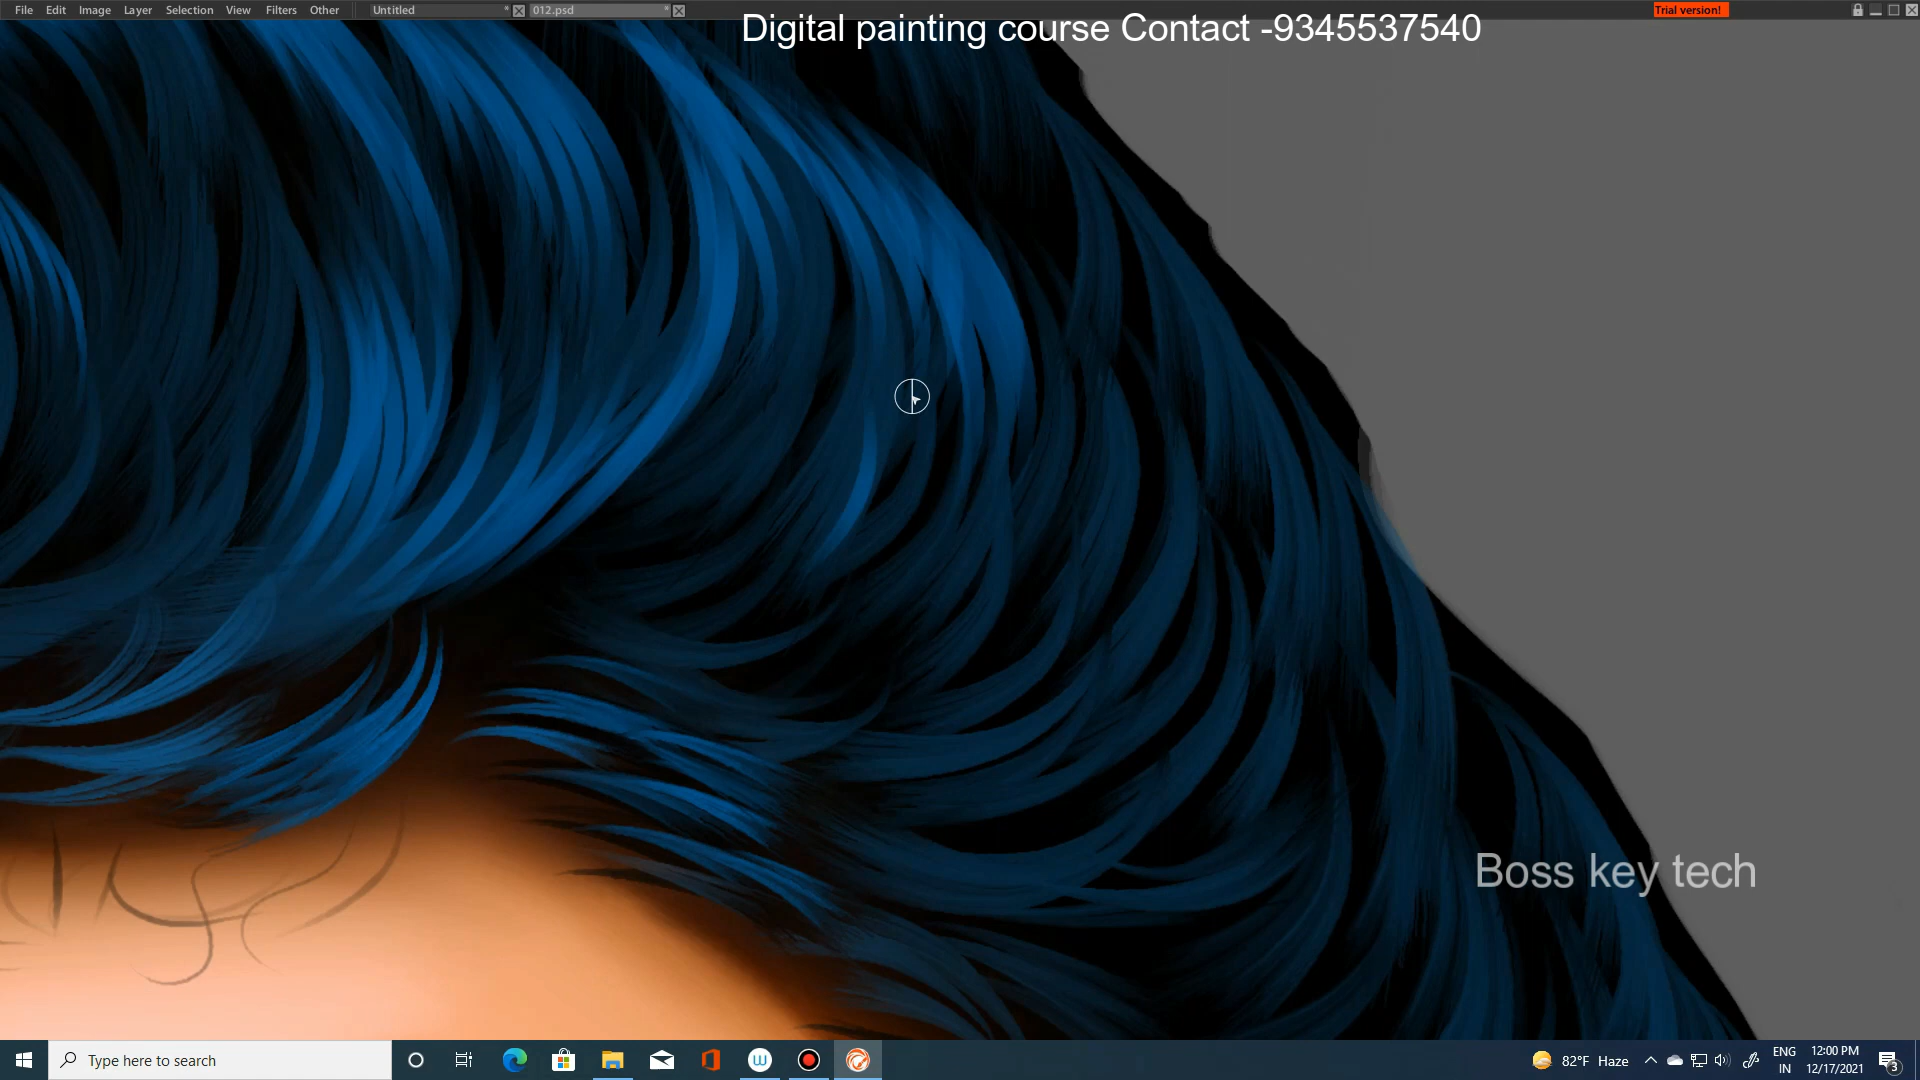 File Edit Image Layer Selection View Filters Other Untitled * 012.psd * Trial version!
Digital painting course Contact -9345537540
Boss key tech
Type here to search
82°F Haze
ENG
IN
12:00 PM
12/17/2021
3